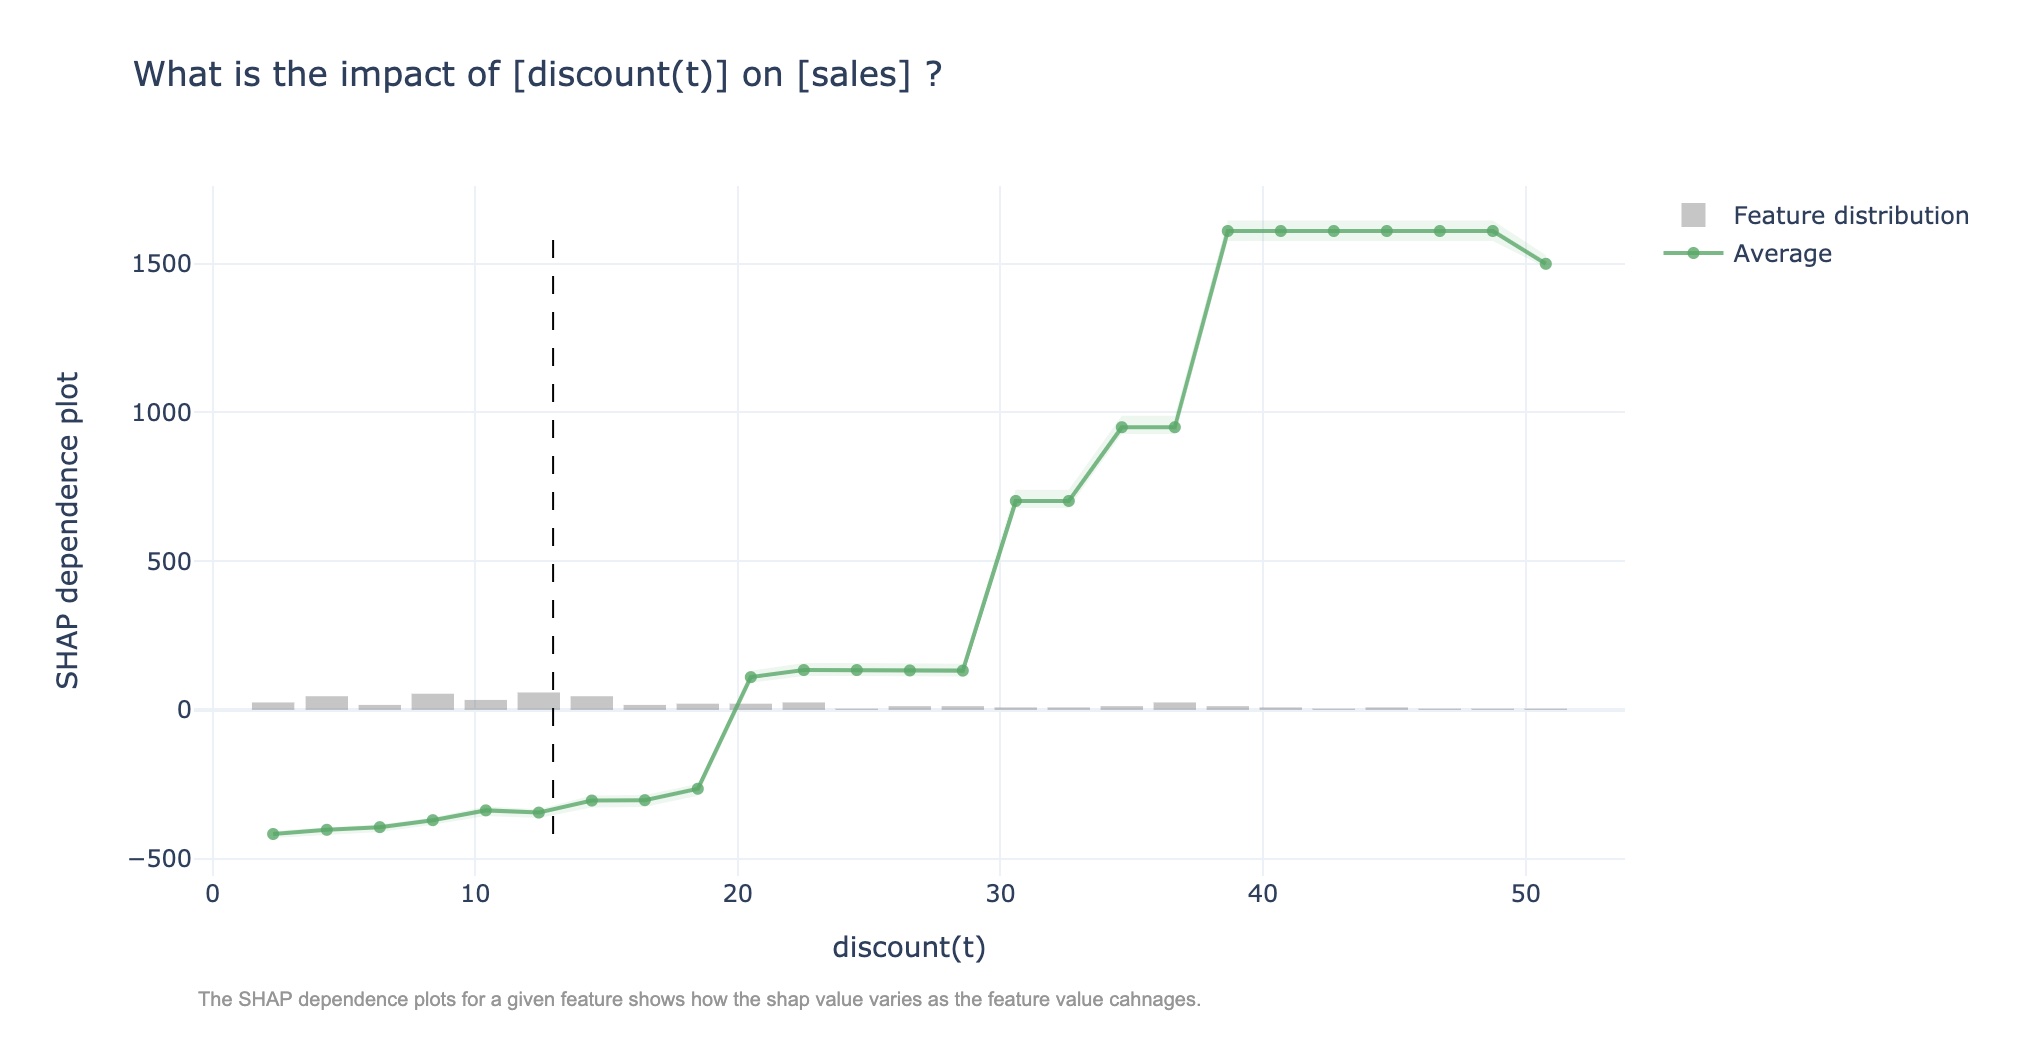 What is the impact of [discount(t)] on [sales] ?
Feature distribution
Average
SHAP dependence plot
1500
1000
500
0
−500
0 10 20 30 40 50
discount(t)
The SHAP dependence plots for a given feature shows how the shap value varies as the feature value cahnages.